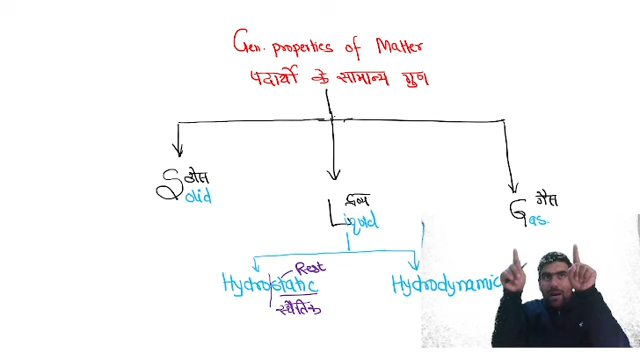 Gen. properties of Matter
पदार्थो के सामान्य गुण
ठोस
Solid
द्रव
Liquid
गैस
Gas.
Rest
Hydrostatic
स्थैतिक
Hydrodynamic